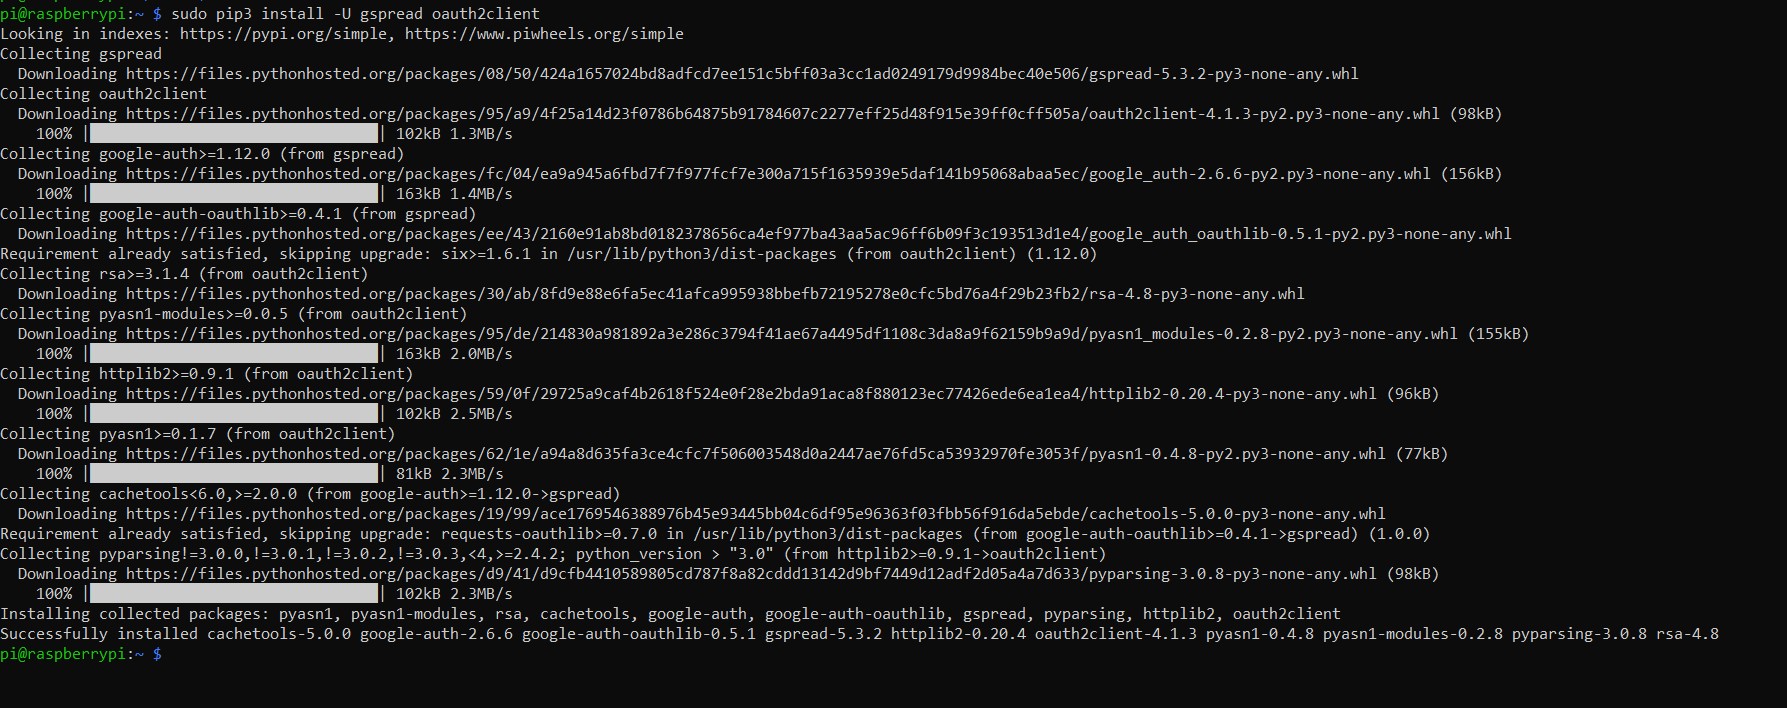 pi@raspberrypi:~ $ sudo pip3 install -U gspread oauth2client
Looking in indexes: https://pypi.org/simple, https://www.piwheels.org/simple
Collecting gspread
  Downloading https://files.pythonhosted.org/packages/08/50/424a1657024bd8adfcd7ee151c5bff03a3cc1ad0249179d9984bec40e506/gspread-5.3.2-py3-none-any.whl
Collecting oauth2client
  Downloading https://files.pythonhosted.org/packages/95/a9/4f25a14d23f0786b64875b91784607c2277eff25d48f915e39ff0cff505a/oauth2client-4.1.3-py2.py3-none-any.whl (98kB)
    100% || 102kB 1.3MB/s
Collecting google-auth>=1.12.0 (from gspread)
  Downloading https://files.pythonhosted.org/packages/fc/04/ea9a945a6fbd7f7f977fcf7e300a715f1635939e5daf141b95068abaa5ec/google_auth-2.6.6-py2.py3-none-any.whl (156kB)
    100% || 163kB 1.4MB/s
Collecting google-auth-oauthlib>=0.4.1 (from gspread)
  Downloading https://files.pythonhosted.org/packages/ee/43/2160e91ab8bd0182378656ca4ef977ba43aa5ac96ff6b09f3c193513d1e4/google_auth_oauthlib-0.5.1-py2.py3-none-any.whl
Requirement already satisfied, skipping upgrade: six>=1.6.1 in /usr/lib/python3/dist-packages (from oauth2client) (1.12.0)
Collecting rsa>=3.1.4 (from oauth2client)
  Downloading https://files.pythonhosted.org/packages/30/ab/8fd9e88e6fa5ec41afca995938bbefb72195278e0cfc5bd76a4f29b23fb2/rsa-4.8-py3-none-any.whl
Collecting pyasn1-modules>=0.0.5 (from oauth2client)
  Downloading https://files.pythonhosted.org/packages/95/de/214830a981892a3e286c3794f41ae67a4495df1108c3da8a9f62159b9a9d/pyasn1_modules-0.2.8-py2.py3-none-any.whl (155kB)
    100% || 163kB 2.0MB/s
Collecting httplib2>=0.9.1 (from oauth2client)
  Downloading https://files.pythonhosted.org/packages/59/0f/29725a9caf4b2618f524e0f28e2bda91aca8f880123ec77426ede6ea1ea4/httplib2-0.20.4-py3-none-any.whl (96kB)
    100% || 102kB 2.5MB/s
Collecting pyasn1>=0.1.7 (from oauth2client)
  Downloading https://files.pythonhosted.org/packages/62/1e/a94a8d635fa3ce4cfc7f506003548d0a2447ae76fd5ca53932970fe3053f/pyasn1-0.4.8-py2.py3-none-any.whl (77kB)
    100% || 81kB 2.3MB/s
Collecting cachetools<6.0,>=2.0.0 (from google-auth>=1.12.0->gspread)
  Downloading https://files.pythonhosted.org/packages/19/99/ace1769546388976b45e93445bb04c6df95e96363f03fbb56f916da5ebde/cachetools-5.0.0-py3-none-any.whl
Requirement already satisfied, skipping upgrade: requests-oauthlib>=0.7.0 in /usr/lib/python3/dist-packages (from google-auth-oauthlib>=0.4.1->gspread) (1.0.0)
Collecting pyparsing!=3.0.0,!=3.0.1,!=3.0.2,!=3.0.3,<4,>=2.4.2; python_version > "3.0" (from httplib2>=0.9.1->oauth2client)
  Downloading https://files.pythonhosted.org/packages/d9/41/d9cfb4410589805cd787f8a82cddd13142d9bf7449d12adf2d05a4a7d633/pyparsing-3.0.8-py3-none-any.whl (98kB)
    100% || 102kB 2.3MB/s
Installing collected packages: pyasn1, pyasn1-modules, rsa, cachetools, google-auth, google-auth-oauthlib, gspread, pyparsing, httplib2, oauth2client
Successfully installed cachetools-5.0.0 google-auth-2.6.6 google-auth-oauthlib-0.5.1 gspread-5.3.2 httplib2-0.20.4 oauth2client-4.1.3 pyasn1-0.4.8 pyasn1-modules-0.2.8 pyparsing-3.0.8 rsa-4.8
pi@raspberrypi:~ $